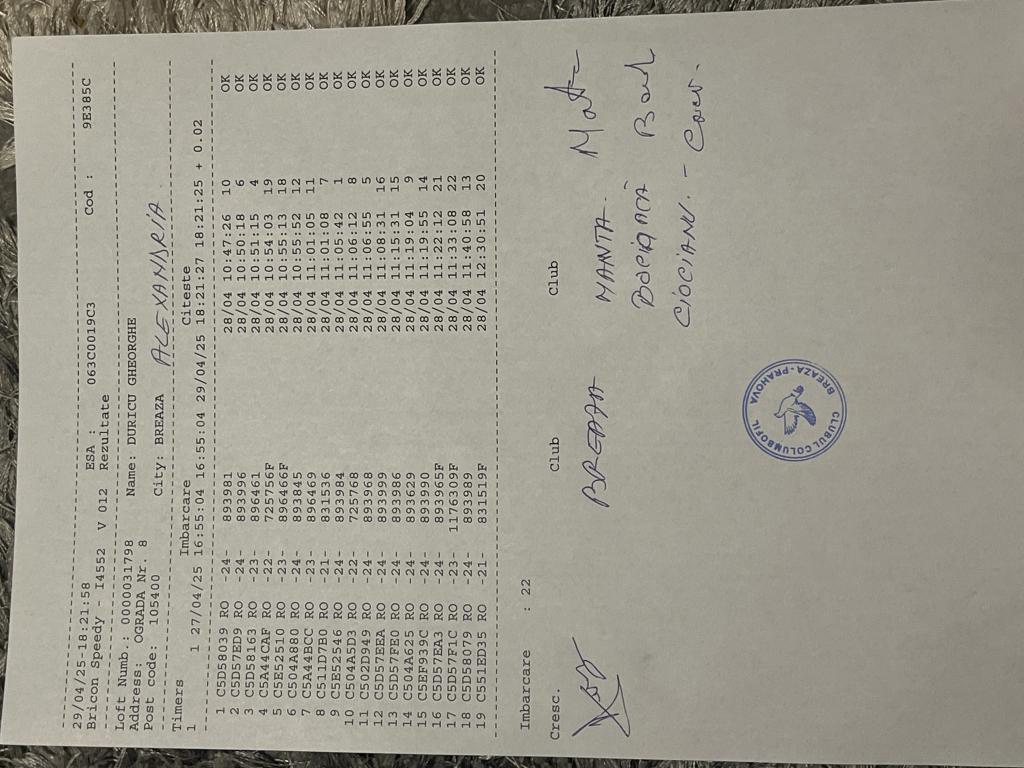 29/04/25-18:21:58
Bricon Speedy - I4552 V 012 ESA : 063C0019C3 Cod : 9E385C
Rezultate
Loft Numb.: 0000031798 Name: DURICU GHEORGHE
Address: OGRADA Nr. 8
Post code: 105400 City: BREAZA ALEXANDRIA
Timers Imbarcare Citeste
1 1 27/04/25 16:55:04 16:55:04 16:55:04 29/04/25 18:21:27 18:21:25 + 0.02
1 C5D58039 RO -24- 893981 28/04 10:47:26 10 OK
2 C5D57ED9 RO -24- 893996 28/04 10:50:18 6 OK
3 C5D58163 RO -23- 896461 28/04 10:51:15 4 OK
4 C5A44CAF RO -22- 725756F 28/04 10:54:03 19 OK
5 C5E52510 RO -23- 896466F 28/04 10:55:13 18 OK
6 C504A880 RO -24- 893845 28/04 10:55:52 12 OK
7 C5A44BCC RO -23- 896469 28/04 11:01:05 11 OK
8 C511D7B0 RO -21- 831536 28/04 11:01:08 7 OK
9 C5E52546 RO -24- 893984 28/04 11:05:42 1 OK
10 C504A5D3 RO -22- 725768 28/04 11:06:12 8 OK
11 C502D949 RO -24- 893968 28/04 11:06:55 5 OK
12 C5D57EEA RO -24- 893999 28/04 11:08:31 16 OK
13 C5D57FE0 RO -24- 893986 28/04 11:15:31 15 OK
14 C504A625 RO -24- 893629 28/04 11:19:04 9 OK
15 C5EF939C RO -24- 893990 28/04 11:19:55 14 OK
16 C5D57EA3 RO -24- 893965F 28/04 11:22:12 21 OK
17 C5D57F1C RO -23- 1176309F 28/04 11:33:08 22 OK
18 C5D58079 RO -24- 893989 28/04 11:40:58 13 OK
19 C551ED35 RO -21- 831519F 28/04 12:30:51 20 OK
Imbarcare : 22
Cresc. Club Club
BREAZA MANTA
CIOCIANU.-
CLUBUL COLUMBOFIL
BREAZA-PRAHOVA